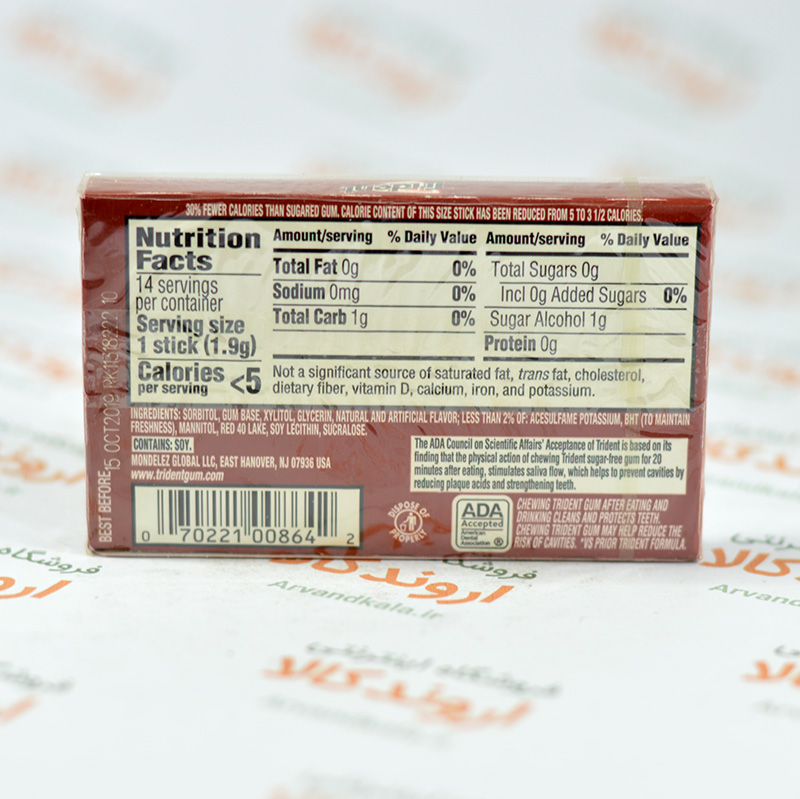 30% FEWER CALORIES THAN SUGARED GUM. CALORIE CONTENT OF THIS SIZE STICK HAS BEEN REDUCED FROM 5 TO 3 1/2 CALORIES.
Nutrition
Facts
14 servings
per container
Serving size
1 stick (1.9g)
Calories
per serving <5
Amount/serving % Daily Value
Total Fat 0g 0%
Sodium 0mg 0%
Total Carb 1g 0%
Amount/serving % Daily Value
Total Sugars 0g
Incl 0g Added Sugars 0%
Sugar Alcohol 1g
Protein 0g
Not a significant source of saturated fat, trans fat, cholesterol,
dietary fiber, vitamin D, calcium, iron, and potassium.
INGREDIENTS: SORBITOL, GUM BASE, XYLITOL, GLYCERIN, NATURAL AND ARTIFICIAL FLAVOR; LESS THAN 2% OF: ACESULFAME POTASSIUM, BHT (TO MAINTAIN
FRESHNESS), MANNITOL, RED 40 LAKE, SOY LECITHIN, SUCRALOSE.
CONTAINS: SOY.
MONDELEZ GLOBAL LLC, EAST HANOVER, NJ 07936 USA
www.tridentgum.com
The ADA Council on Scientific Affairs' Acceptance of Trident is based on its
finding that the physical action of chewing Trident sugar-free gum for 20
minutes after eating, stimulates saliva flow, which helps to prevent cavities by
reducing plaque acids and strengthening teeth.
BEST BEFORE 15 OCT2019
0 70221 00864 2
DISPOSE OF
PROPERLY
ADA
Accepted
American
Dental
Association ®
CHEWING TRIDENT GUM AFTER EATING AND
DRINKING CLEANS AND PROTECTS TEETH.
CHEWING TRIDENT GUM MAY HELP REDUCE THE
RISK OF CAVITIES. *VS PRIOR TRIDENT FORMULA.
فروشگاه
اروند کالا
Arvandkala.ir
فروشگاه اینترنتی
اروند کالا